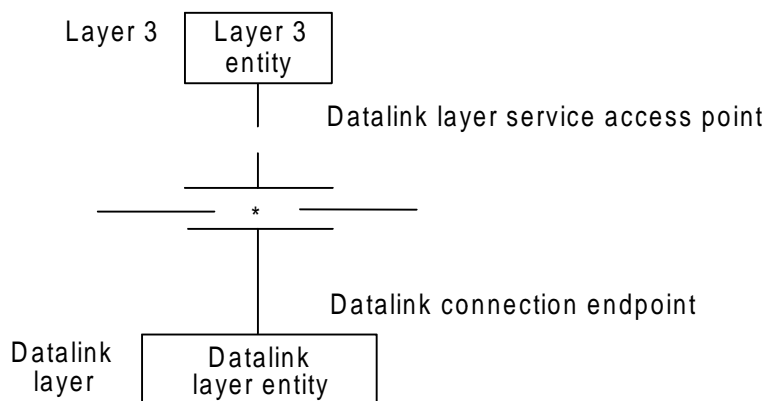 Layer 3
Layer 3
entity
Datalink layer service access point
*
Datalink connection endpoint
Datalink
layer
Datalink
layer entity